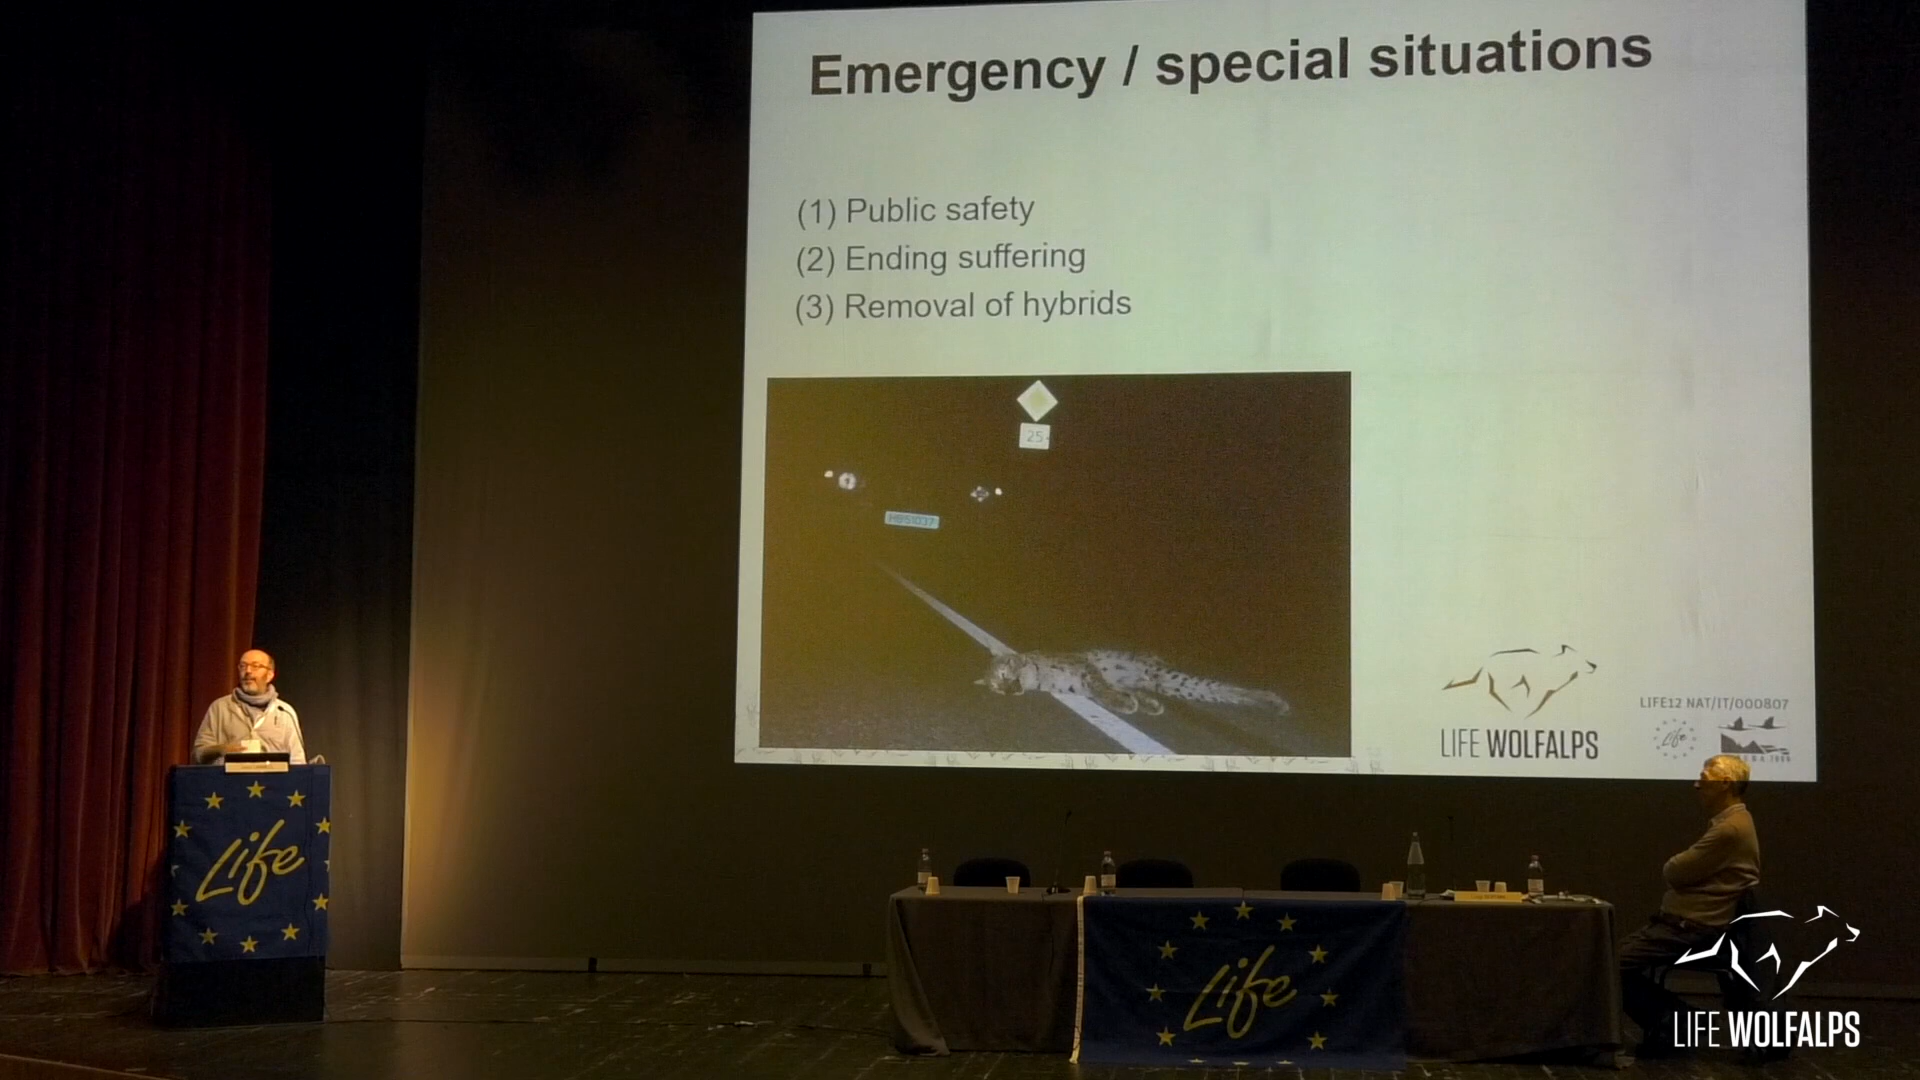 Emergency / special situations
(1) Public safety
(2) Ending suffering
(3) Removal of hybrids
25
HB51037
LIFE WOLFALPS
LIFE12 NAT/IT/000807
Life
Life
Life
LIFE WOLFALPS